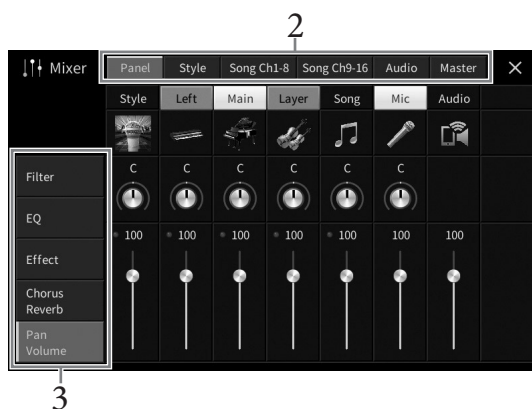 2
Mixer Panel Style Song Ch1-8 Song Ch9-16 Audio Master ×
Style Left Main Layer Song Mic Audio
Filter
C C C C C C
EQ
100 100 100 100 100 100 100
Effect
Chorus
Reverb
Pan
Volume
3